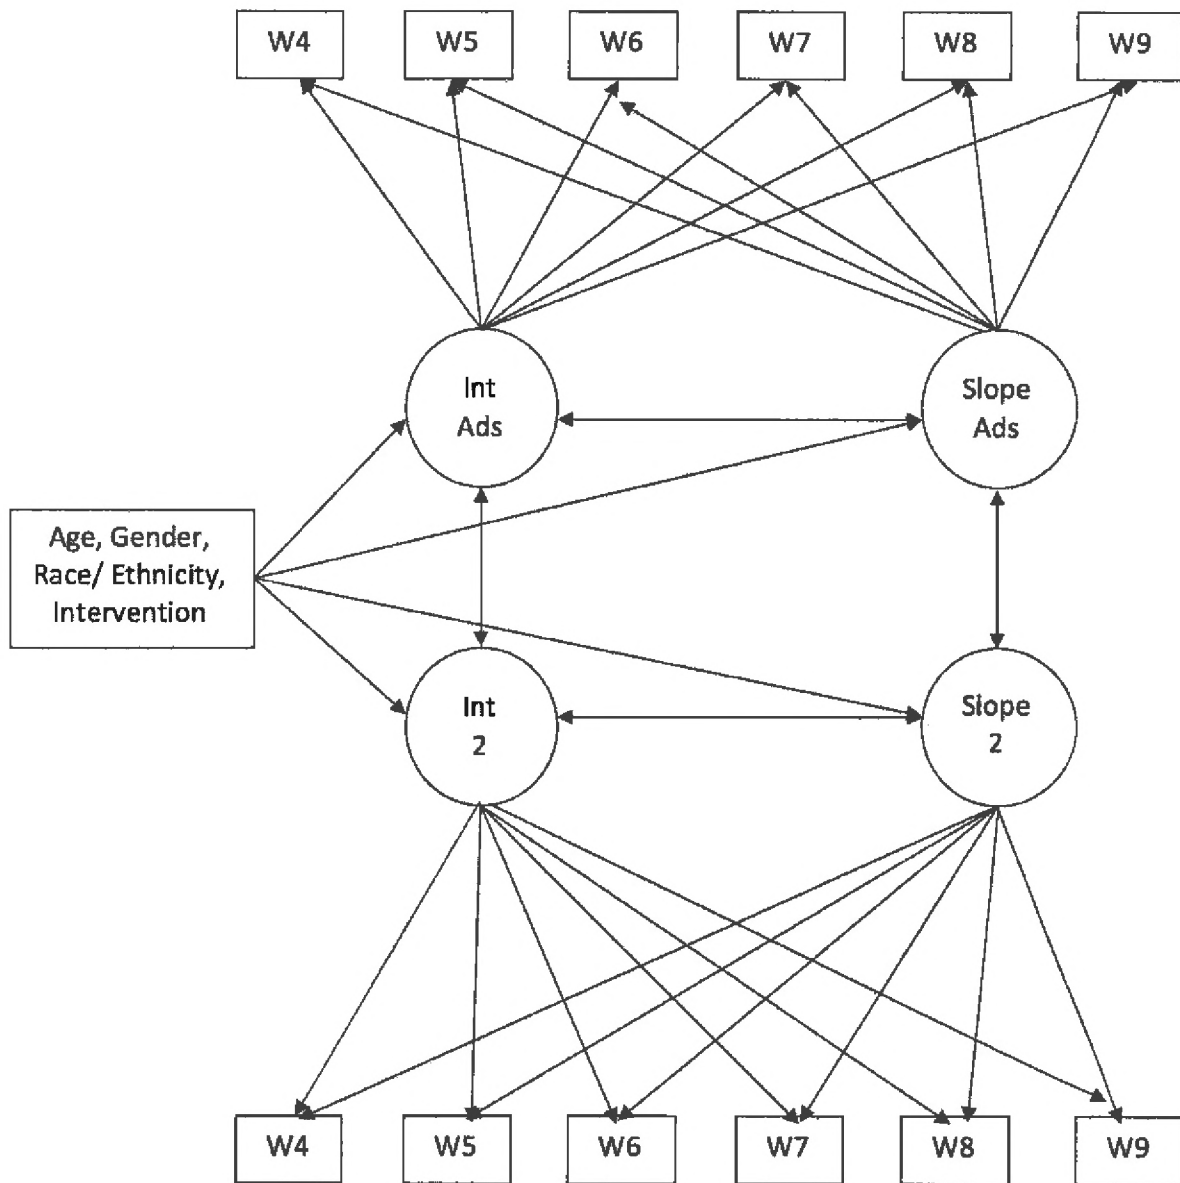 W4 W5 W6 W7 W8 W9
Int
Ads
Slope
Ads
Age, Gender,
Race/ Ethnicity,
Intervention
Int
2
Slope
2
W4 W5 W6 W7 W8 W9